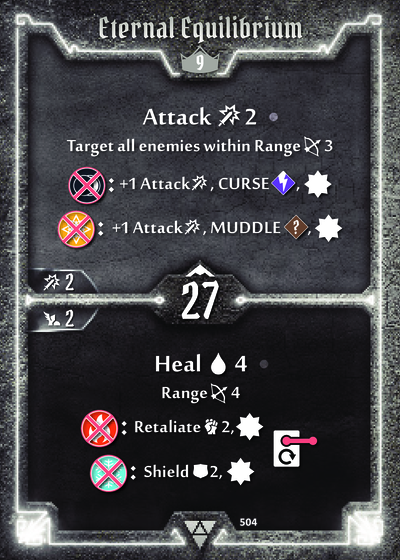 Eternal Equilibrium
9
Attack 2
Target all enemies within Range 3
: +1 Attack, CURSE,
: +1 Attack, MUDDLE ?,
2
27
2
Heal 4
Range 4
: Retaliate 2,
: Shield 2,
504